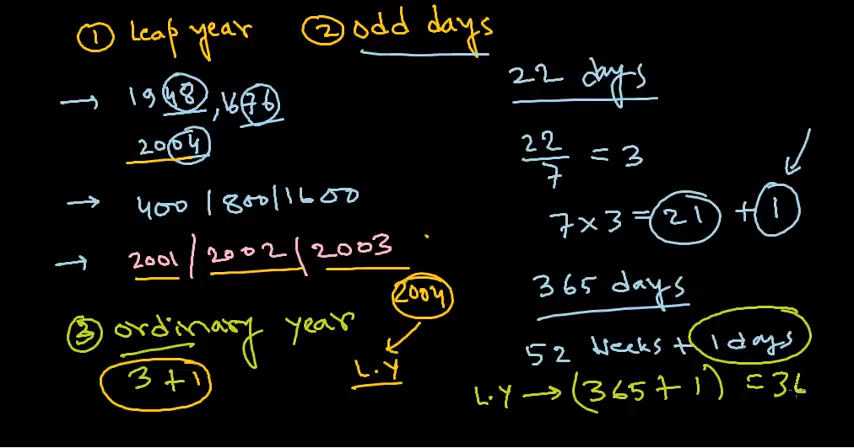 ① Leap year ② odd days
→ 1948, 1676
2004
→ 400 / 800 / 1600
→ 2001 / 2002 / 2003
2004
L.Y
③ ordinary year
3 + 1
22 days
22/7 = 3
7 × 3 = 21 + 1
365 days
52 weeks + 1 days
L.Y → (365 + 1) = 36